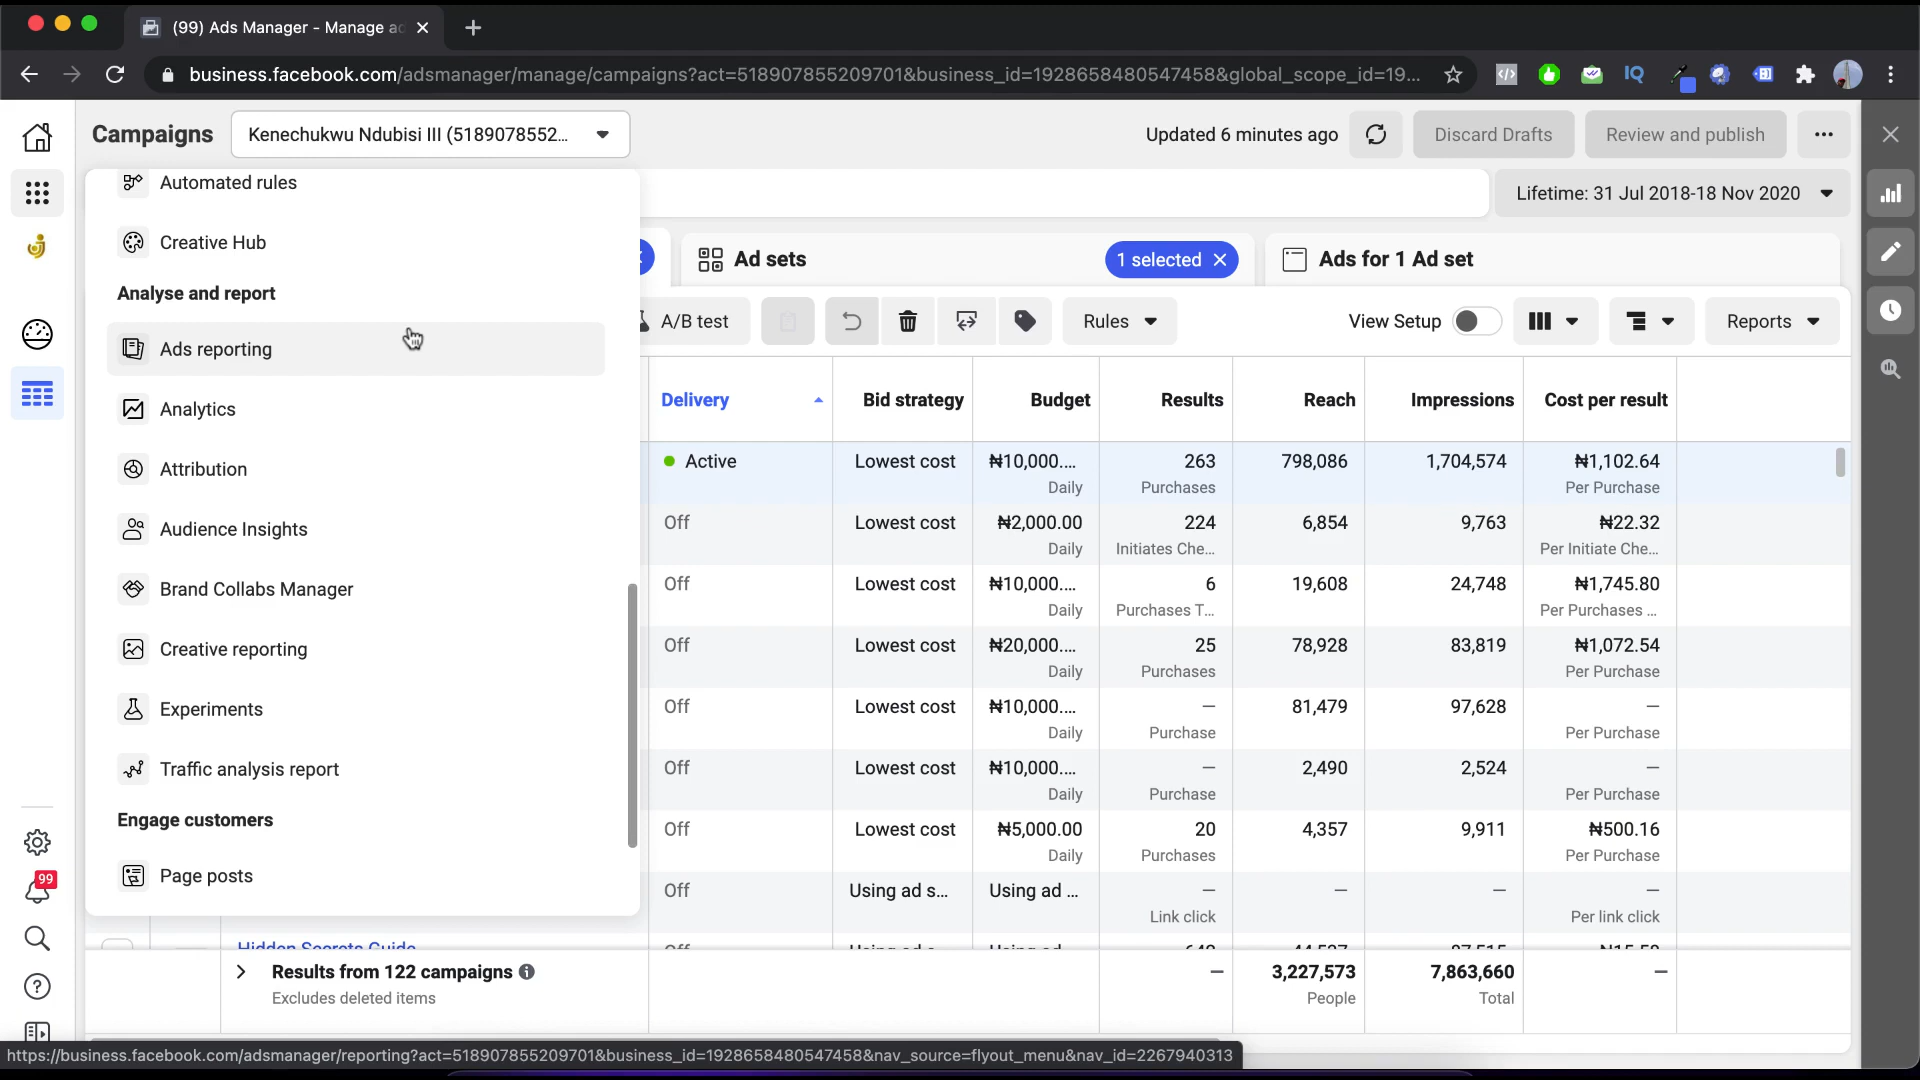 (99) Ads Manager - Manage ad
business.facebook.com/adsmanager/manage/campaigns?act=518907855209701&business_id=1928658480547458&global_scope_id=19...
Campaigns
Kenechukwu Ndubisi III (5189078552...
Updated 6 minutes ago
Discard Drafts
Review and publish
Lifetime: 31 Jul 2018-18 Nov 2020
Automated rules
Creative Hub
Analyse and report
Ads reporting
Analytics
Attribution
Audience Insights
Brand Collabs Manager
Creative reporting
Experiments
Traffic analysis report
Engage customers
Page posts
Ad sets
1 selected
Ads for 1 Ad set
A/B test
Rules
View Setup
Reports
Delivery Bid strategy Budget Results Reach Impressions Cost per result
Active Lowest cost ₦10,000.... 263 798,086 1,704,574 ₦1,102.64
Daily Purchases Per Purchase
Off Lowest cost ₦2,000.00 224 6,854 9,763 ₦22.32
Daily Initiates Che... Per Initiate Che...
Off Lowest cost ₦10,000.... 6 19,608 24,748 ₦1,745.80
Daily Purchases T... Per Purchases ...
Off Lowest cost ₦20,000.... 25 78,928 83,819 ₦1,072.54
Daily Purchases Per Purchase
Off Lowest cost ₦10,000.... — 81,479 97,628 —
Daily Purchase Per Purchase
Off Lowest cost ₦10,000.... — 2,490 2,524 —
Daily Purchase Per Purchase
Off Lowest cost ₦5,000.00 20 4,357 9,911 ₦500.16
Daily Purchases Per Purchase
Off Using ad s... Using ad ... — — — —
Link click Per link click
Hidden Secrets Guide
Results from 122 campaigns — 3,227,573 7,863,660 —
Excludes deleted items People Total
99
IQ
https://business.facebook.com/adsmanager/reporting?act=518907855209701&business_id=1928658480547458&nav_source=flyout_menu&nav_id=2267940313